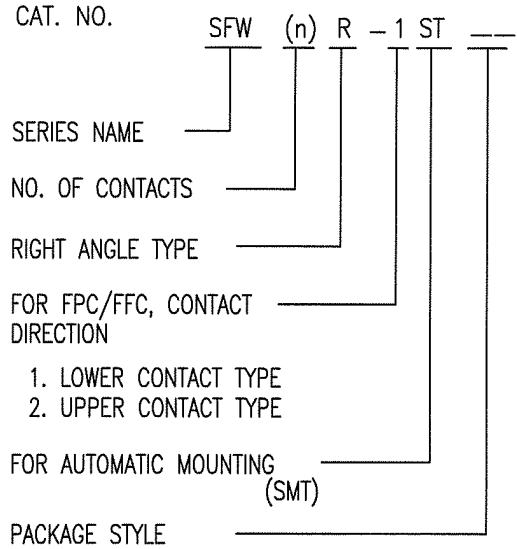 CAT. NO.
SFW (n) R - 1 ST __
SERIES NAME
NO. OF CONTACTS
RIGHT ANGLE TYPE
FOR FPC/FFC, CONTACT
DIRECTION
1. LOWER CONTACT TYPE
2. UPPER CONTACT TYPE
FOR AUTOMATIC MOUNTING
(SMT)
PACKAGE STYLE